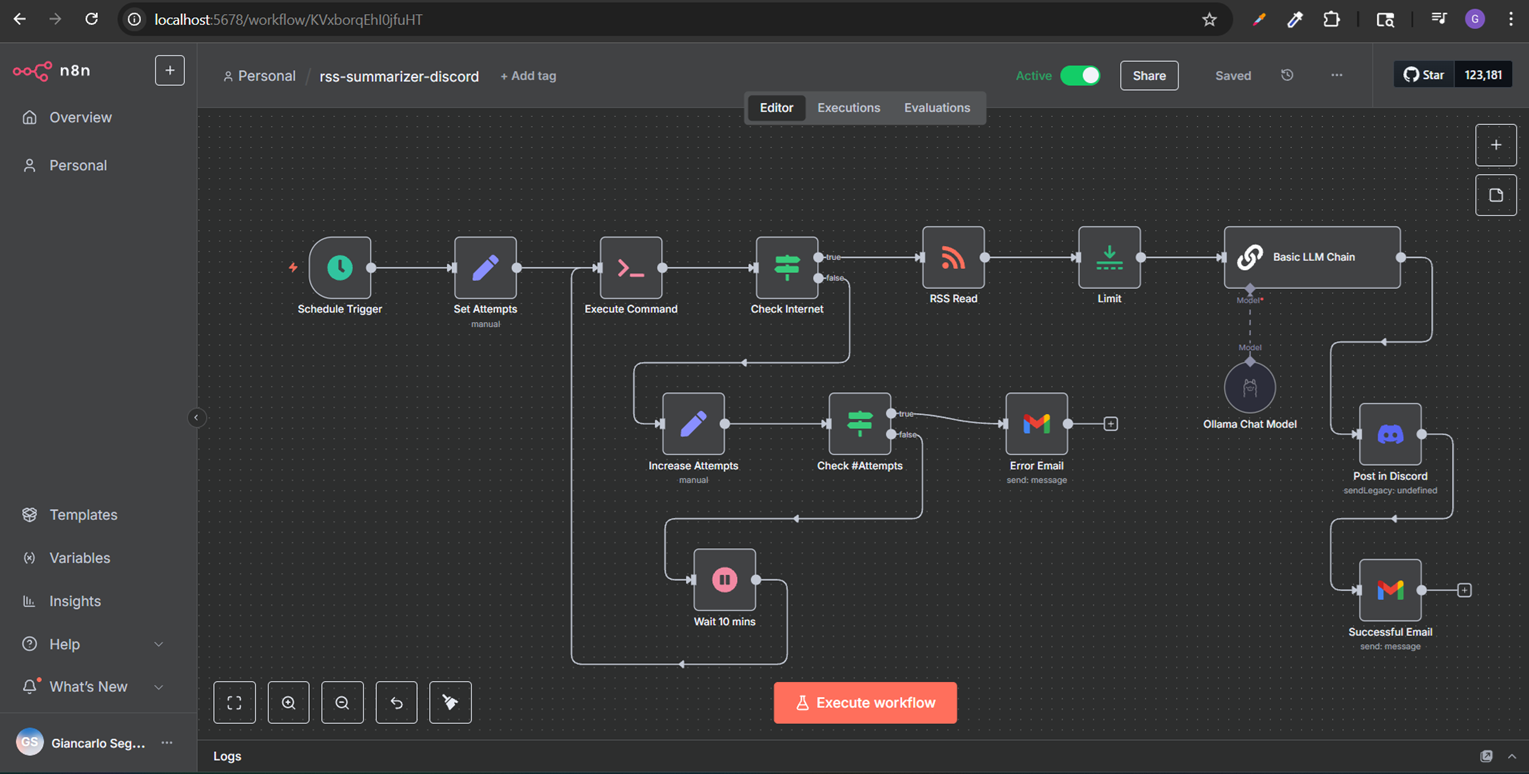 localhost:5678/workflow/KVxborqEhI0jfuHT
G
n8n
Personal / rss-summarizer-discord + Add tag
Active
Share
Saved
Star 123,181
Editor Executions Evaluations
Overview
Personal
true
false
Schedule Trigger
Set Attempts
manual
Execute Command
Check Internet
RSS Read
Limit
Basic LLM Chain
Model*
Model
Ollama Chat Model
true
false
Increase Attempts
manual
Check #Attempts
Error Email
send: message
Post in Discord
sendLegacy: undefined
Wait 10 mins
Successful Email
send: message
Templates
Variables
Insights
Help
What's New
GS
Giancarlo Seg...
Execute workflow
Logs